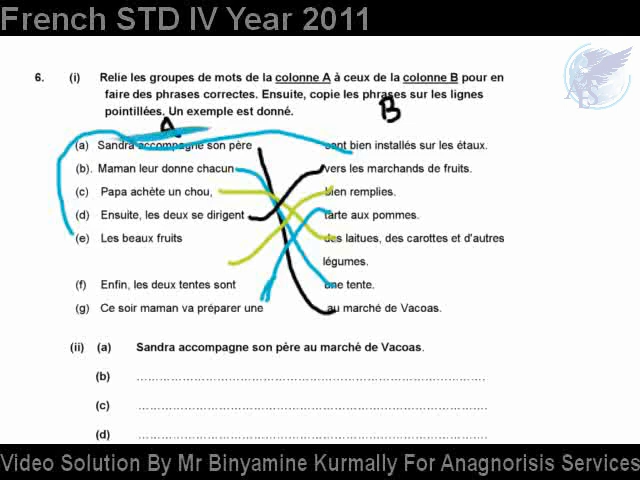 French STD IV Year 2011
6. (i) Relie les groupes de mots de la colonne A à ceux de la colonne B pour en
faire des phrases correctes. Ensuite, copie les phrases sur les lignes
pointillées. Un exemple est donné.
A B
(a) Sandra accompagne son père sont bien installés sur les étaux.
(b). Maman leur donne chacun vers les marchands de fruits.
(c) Papa achète un chou, bien remplies.
(d) Ensuite, les deux se dirigent tarte aux pommes.
(e) Les beaux fruits des laitues, des carottes et d'autres
légumes.
(f) Enfin, les deux tentes sont une tente.
(g) Ce soir maman va préparer une au marché de Vacoas.
(ii) (a) Sandra accompagne son père au marché de Vacoas.
(b) ................................................................
(c) ................................................................
(d) ................................................................
Video Solution By Mr Binyamine Kurmally For Anagnorisis Services